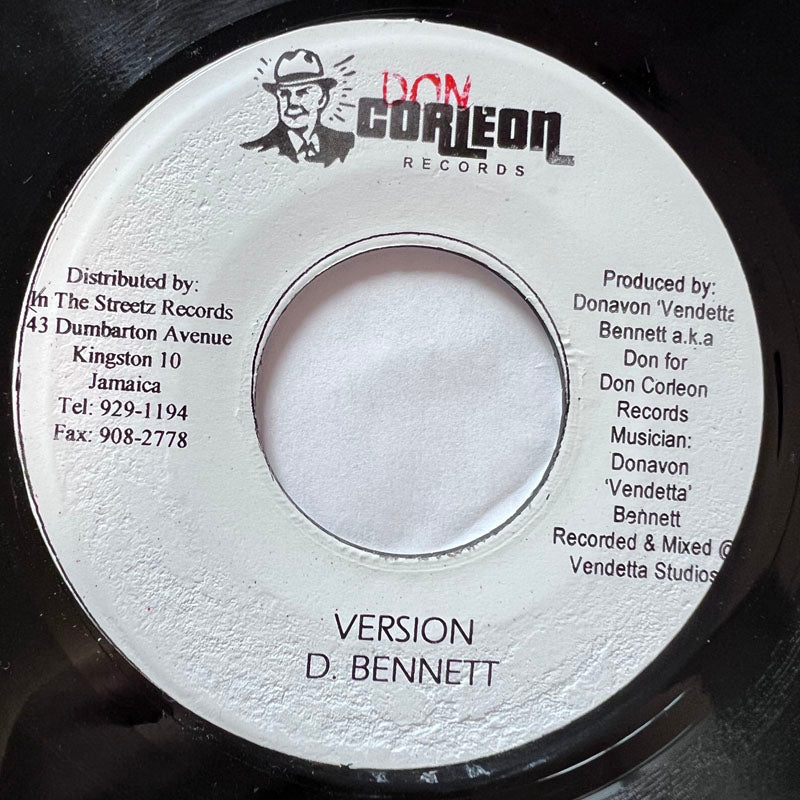 DON
CORLEON
RECORDS
Distributed by:
In The Streetz Records
43 Dumbarton Avenue
Kingston 10
Jamaica
Tel: 929-1194
Fax: 908-2778
Produced by:
Donavon 'Vendetta
Bennett a.k.a
Don for
Don Corleon
Records
Musician:
Donavon
'Vendetta'
Bennett
Recorded & Mixed @
Vendetta Studios
VERSION
D. BENNETT